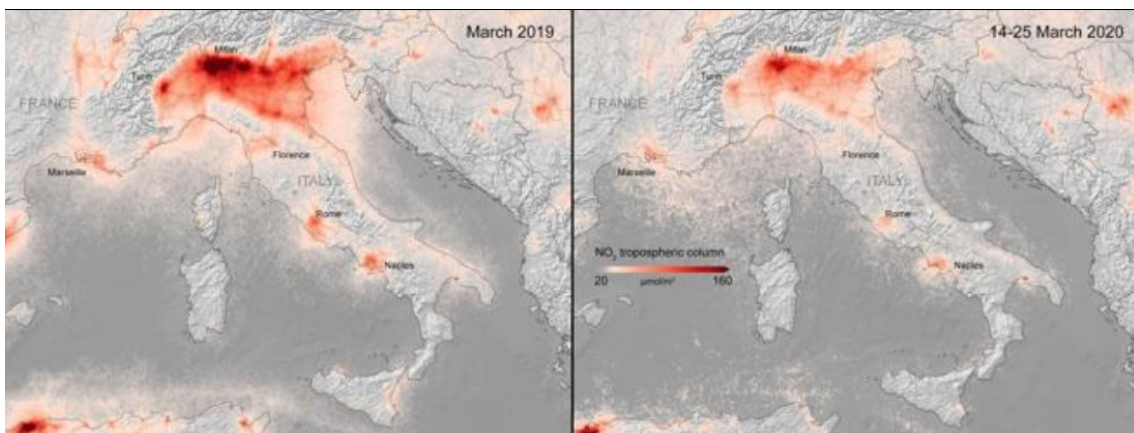 March 2019
Milan
Turin
FRANCE
Florence
Marseille
ITALY
Rome
Naples
14-25 March 2020
Milan
Turin
FRANCE
Florence
Marseille
ITALY
Rome
NO₂ tropospheric column
20 µmol/m² 160
Naples